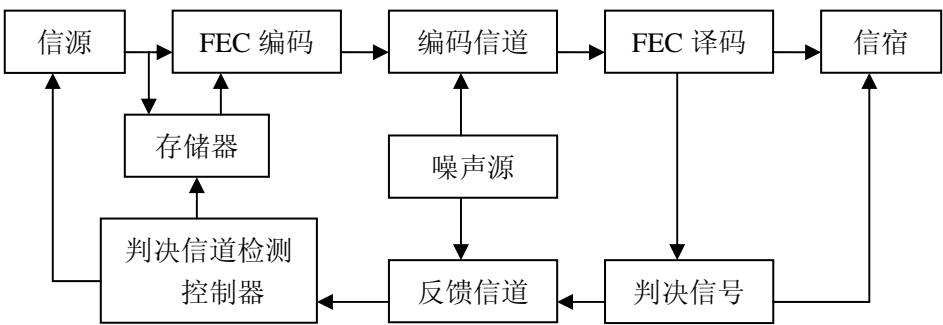 信源
FEC 编码
编码信道
FEC 译码
信宿
存储器
噪声源
判决信道检测
控制器
反馈信道
判决信号